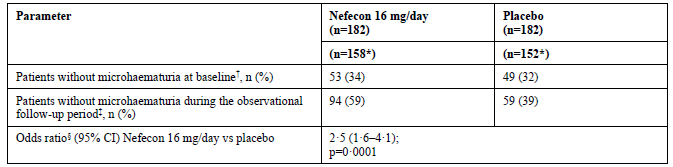 Parameter Nefecon 16 mg/day Placebo
(n=182) (n=182)
(n=158*) (n=152*)
Patients without microhaematuria at baseline†, n (%) 53 (34) 49 (32)
Patients without microhaematuria during the observational 94 (59) 59 (39)
follow-up period‡, n (%)
Odds ratio§ (95% CI) Nefecon 16 mg/day vs placebo 2·5 (1·6–4·1);
p=0·0001